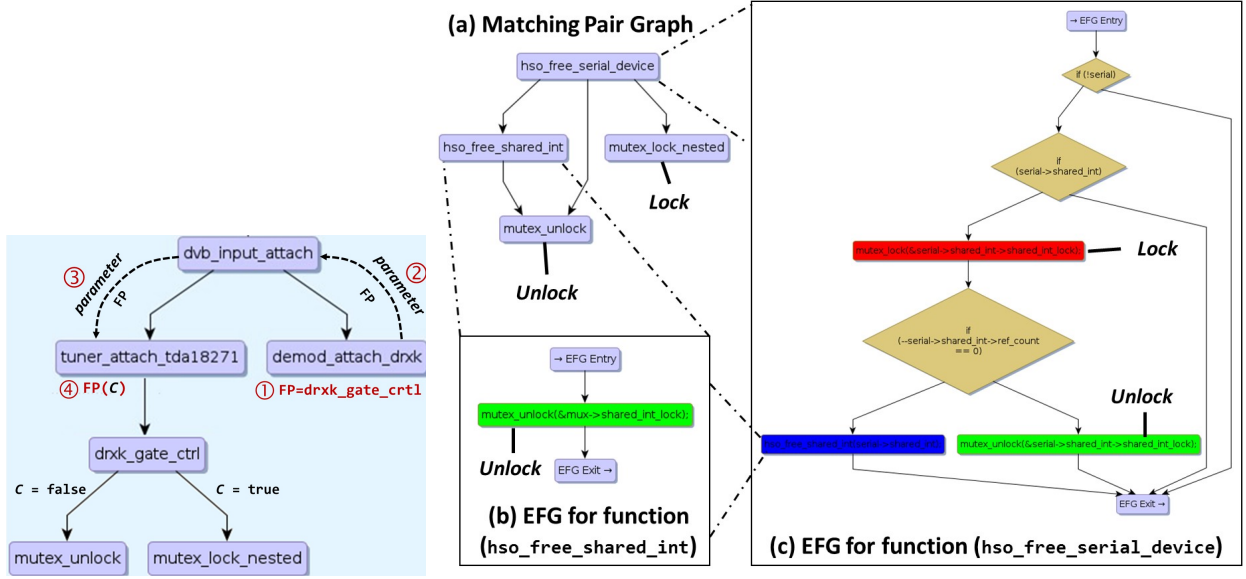 dvb_input_attach
③
parameter
FP
②
parameter
FP
tuner_attach_tda18271
demod_attach_drxk
④ FP(C)
① FP=drxk_gate_crtl
drxk_gate_ctrl
C = false
C = true
mutex_unlock
mutex_lock_nested
(a) Matching Pair Graph
hso_free_serial_device
hso_free_shared_int
mutex_lock_nested
Lock
mutex_unlock
Unlock
→ EFG Entry
mutex_unlock(&mux->shared_int_lock);
Unlock
EFG Exit →
(b) EFG for function
(hso_free_shared_int)
→ EFG Entry
if (!serial)
if
(serial->shared_int)
mutex_lock(&serial->shared_int->shared_int_lock);
Lock
if
(--serial->shared_int->ref_count
== 0)
Unlock
hso_free_shared_int(serial->shared_int);
mutex_unlock(&serial->shared_int->shared_int_lock);
EFG Exit →
(c) EFG for function (hso_free_serial_device)